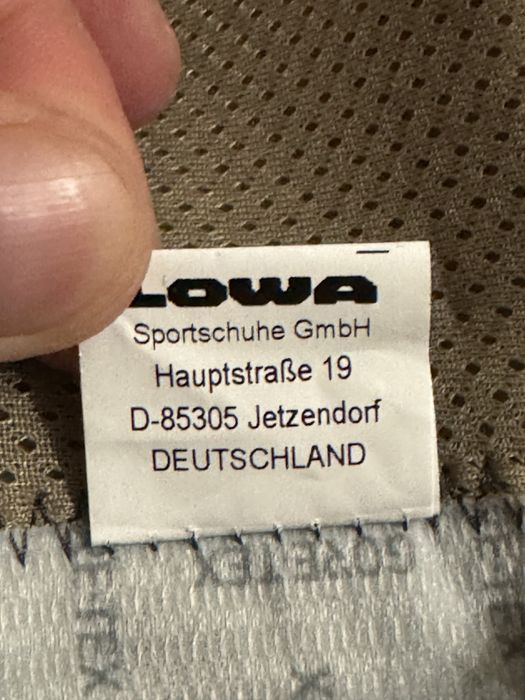 LOWA
Sportschuhe GmbH
Hauptstraße 19
D-85305 Jetzendorf
DEUTSCHLAND
GORE-TEX